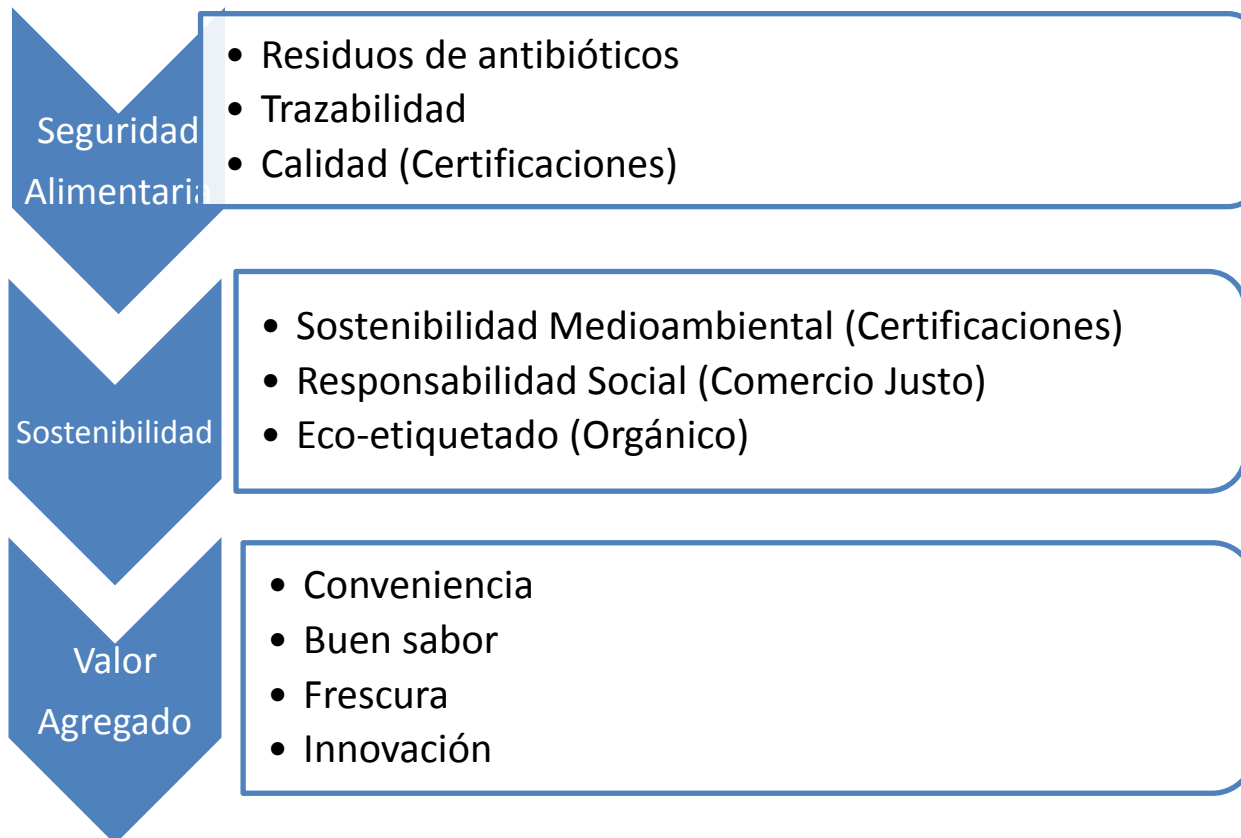 Seguridad
Alimentaria
• Residuos de antibióticos
• Trazabilidad
• Calidad (Certificaciones)
Sostenibilidad
• Sostenibilidad Medioambiental (Certificaciones)
• Responsabilidad Social (Comercio Justo)
• Eco-etiquetado (Orgánico)
Valor
Agregado
• Conveniencia
• Buen sabor
• Frescura
• Innovación